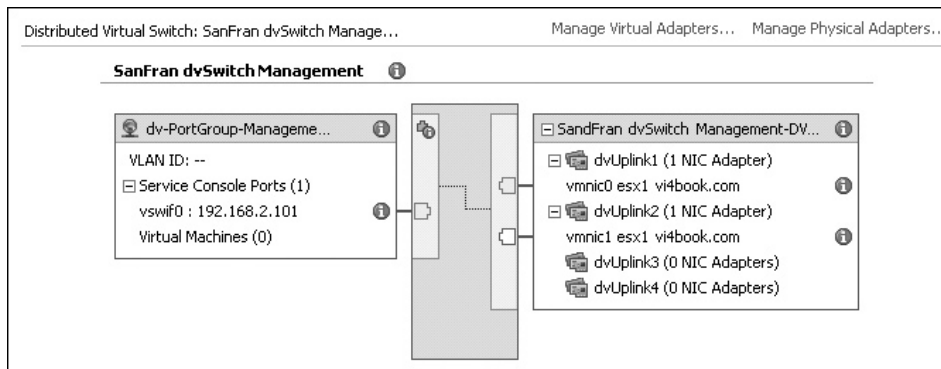 Distributed Virtual Switch: SanFran dvSwitch Manage...
Manage Virtual Adapters... Manage Physical Adapters..
SanFran dvSwitch Management
dv-PortGroup-Manageme...
VLAN ID: --
Service Console Ports (1)
vswif0 : 192.168.2.101
Virtual Machines (0)
SandFran dvSwitch Management-DV...
dvUplink1 (1 NIC Adapter)
vmnic0 esx1 vi4book.com
dvUplink2 (1 NIC Adapter)
vmnic1 esx1 vi4book.com
dvUplink3 (0 NIC Adapters)
dvUplink4 (0 NIC Adapters)